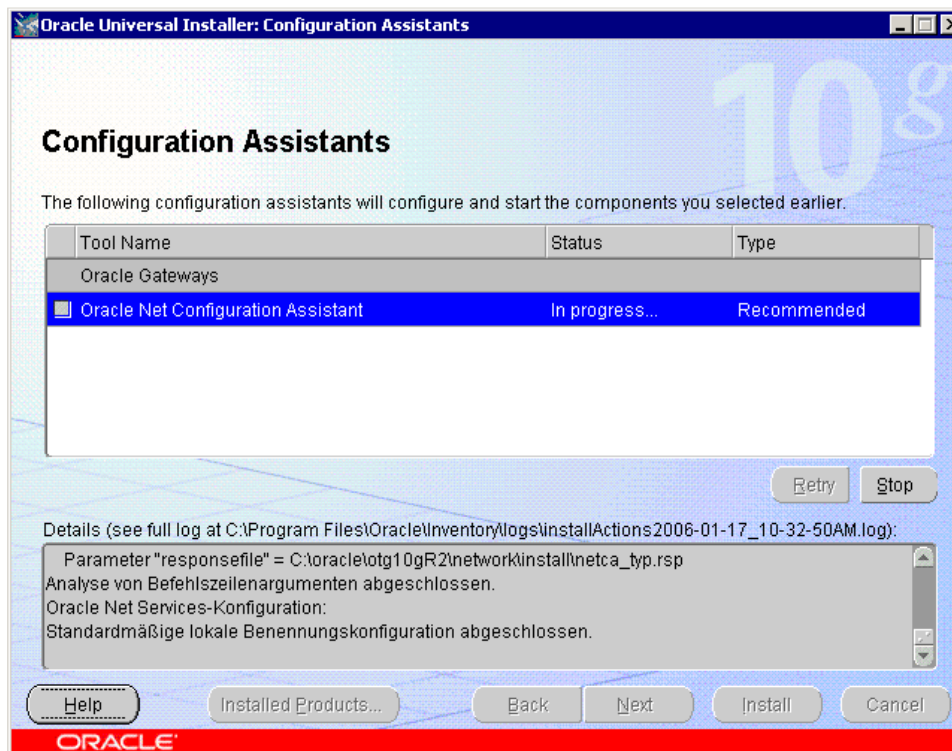 Oracle Universal Installer: Configuration Assistants
10g
Configuration Assistants
The following configuration assistants will configure and start the components you selected earlier.
Tool Name Status Type
Oracle Gateways
Oracle Net Configuration Assistant In progress... Recommended
Retry Stop
Details (see full log at C:\Program Files\Oracle\Inventory\logs\installActions2006-01-17_10-32-50AM.log):
Parameter "responsefile" = C:\oracle\otg10gR2\network\install\netca_typ.rsp
Analyse von Befehlszeilenargumenten abgeschlossen.
Oracle Net Services-Konfiguration:
Standardmäßige lokale Benennungskonfiguration abgeschlossen.
Help Installed Products... Back Next Install Cancel
ORACLE